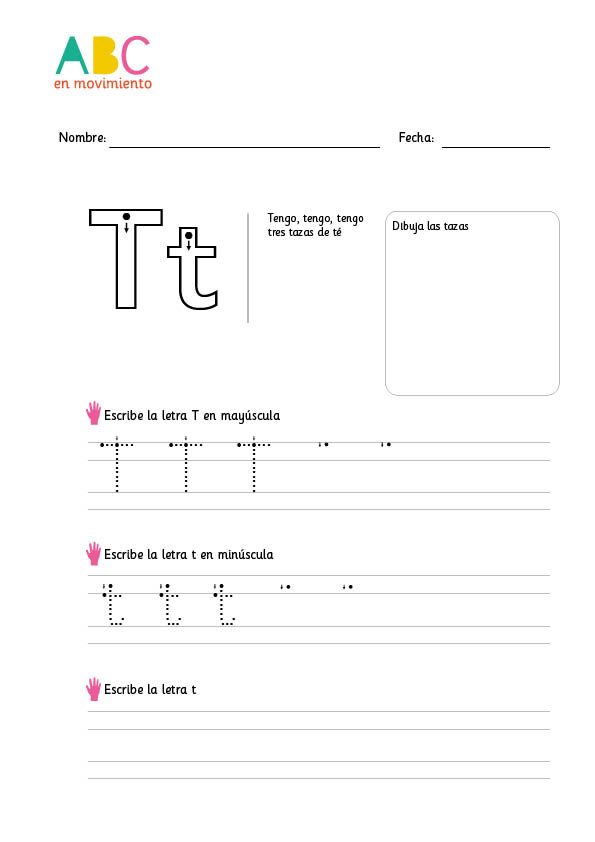 ABC
en movimiento
Nombre: Fecha:
T t
Tengo, tengo, tengo
tres tazas de té
Dibuja las tazas
Escribe la letra T en mayúscula
T T T
Escribe la letra t en minúscula
t t t
Escribe la letra t